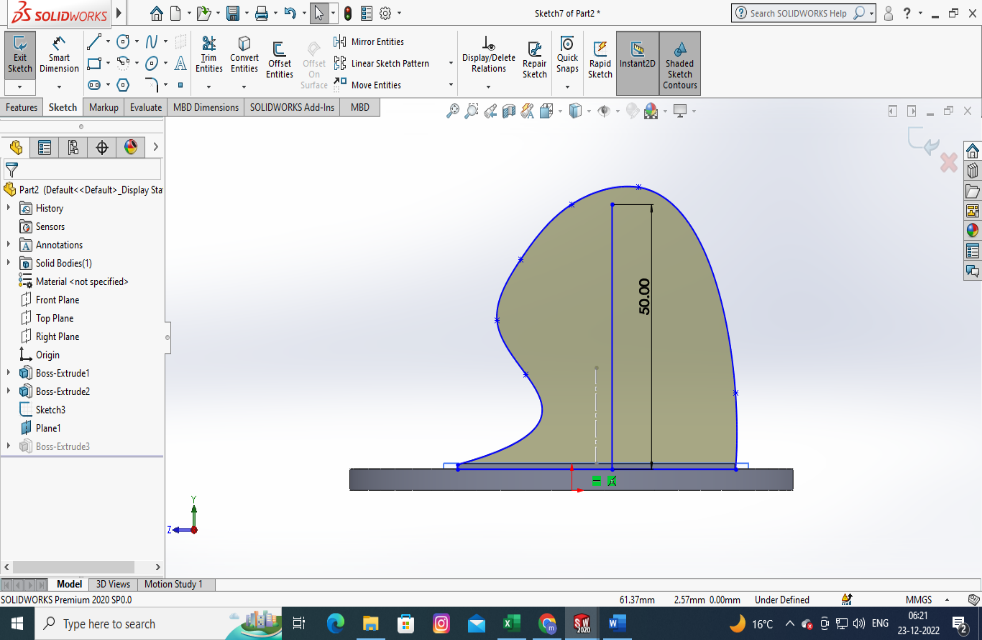 SOLIDWORKS
Sketch7 of Part2 *
Search SOLIDWORKS Help
Exit Sketch
Smart Dimension
Trim Entities
Convert Entities
Offset Entities
Offset On Surface
Mirror Entities
Linear Sketch Pattern
Move Entities
Display/Delete Relations
Repair Sketch
Quick Snaps
Rapid Sketch
Instant2D
Shaded Sketch Contours
Features Sketch Markup Evaluate MBD Dimensions SOLIDWORKS Add-Ins MBD
Part2 (Default<<Default>_Display Sta
History
Sensors
Annotations
Solid Bodies(1)
Material <not specified>
Front Plane
Top Plane
Right Plane
Origin
Boss-Extrude1
Boss-Extrude2
Sketch3
Plane1
Boss-Extrude3
50.00
Y
Z
Model 3D Views Motion Study 1
SOLIDWORKS Premium 2020 SP0.0 61.37mm 2.57mm 0.00mm Under Defined MMGS
Type here to search
16°C ENG 06:21
23-12-2022